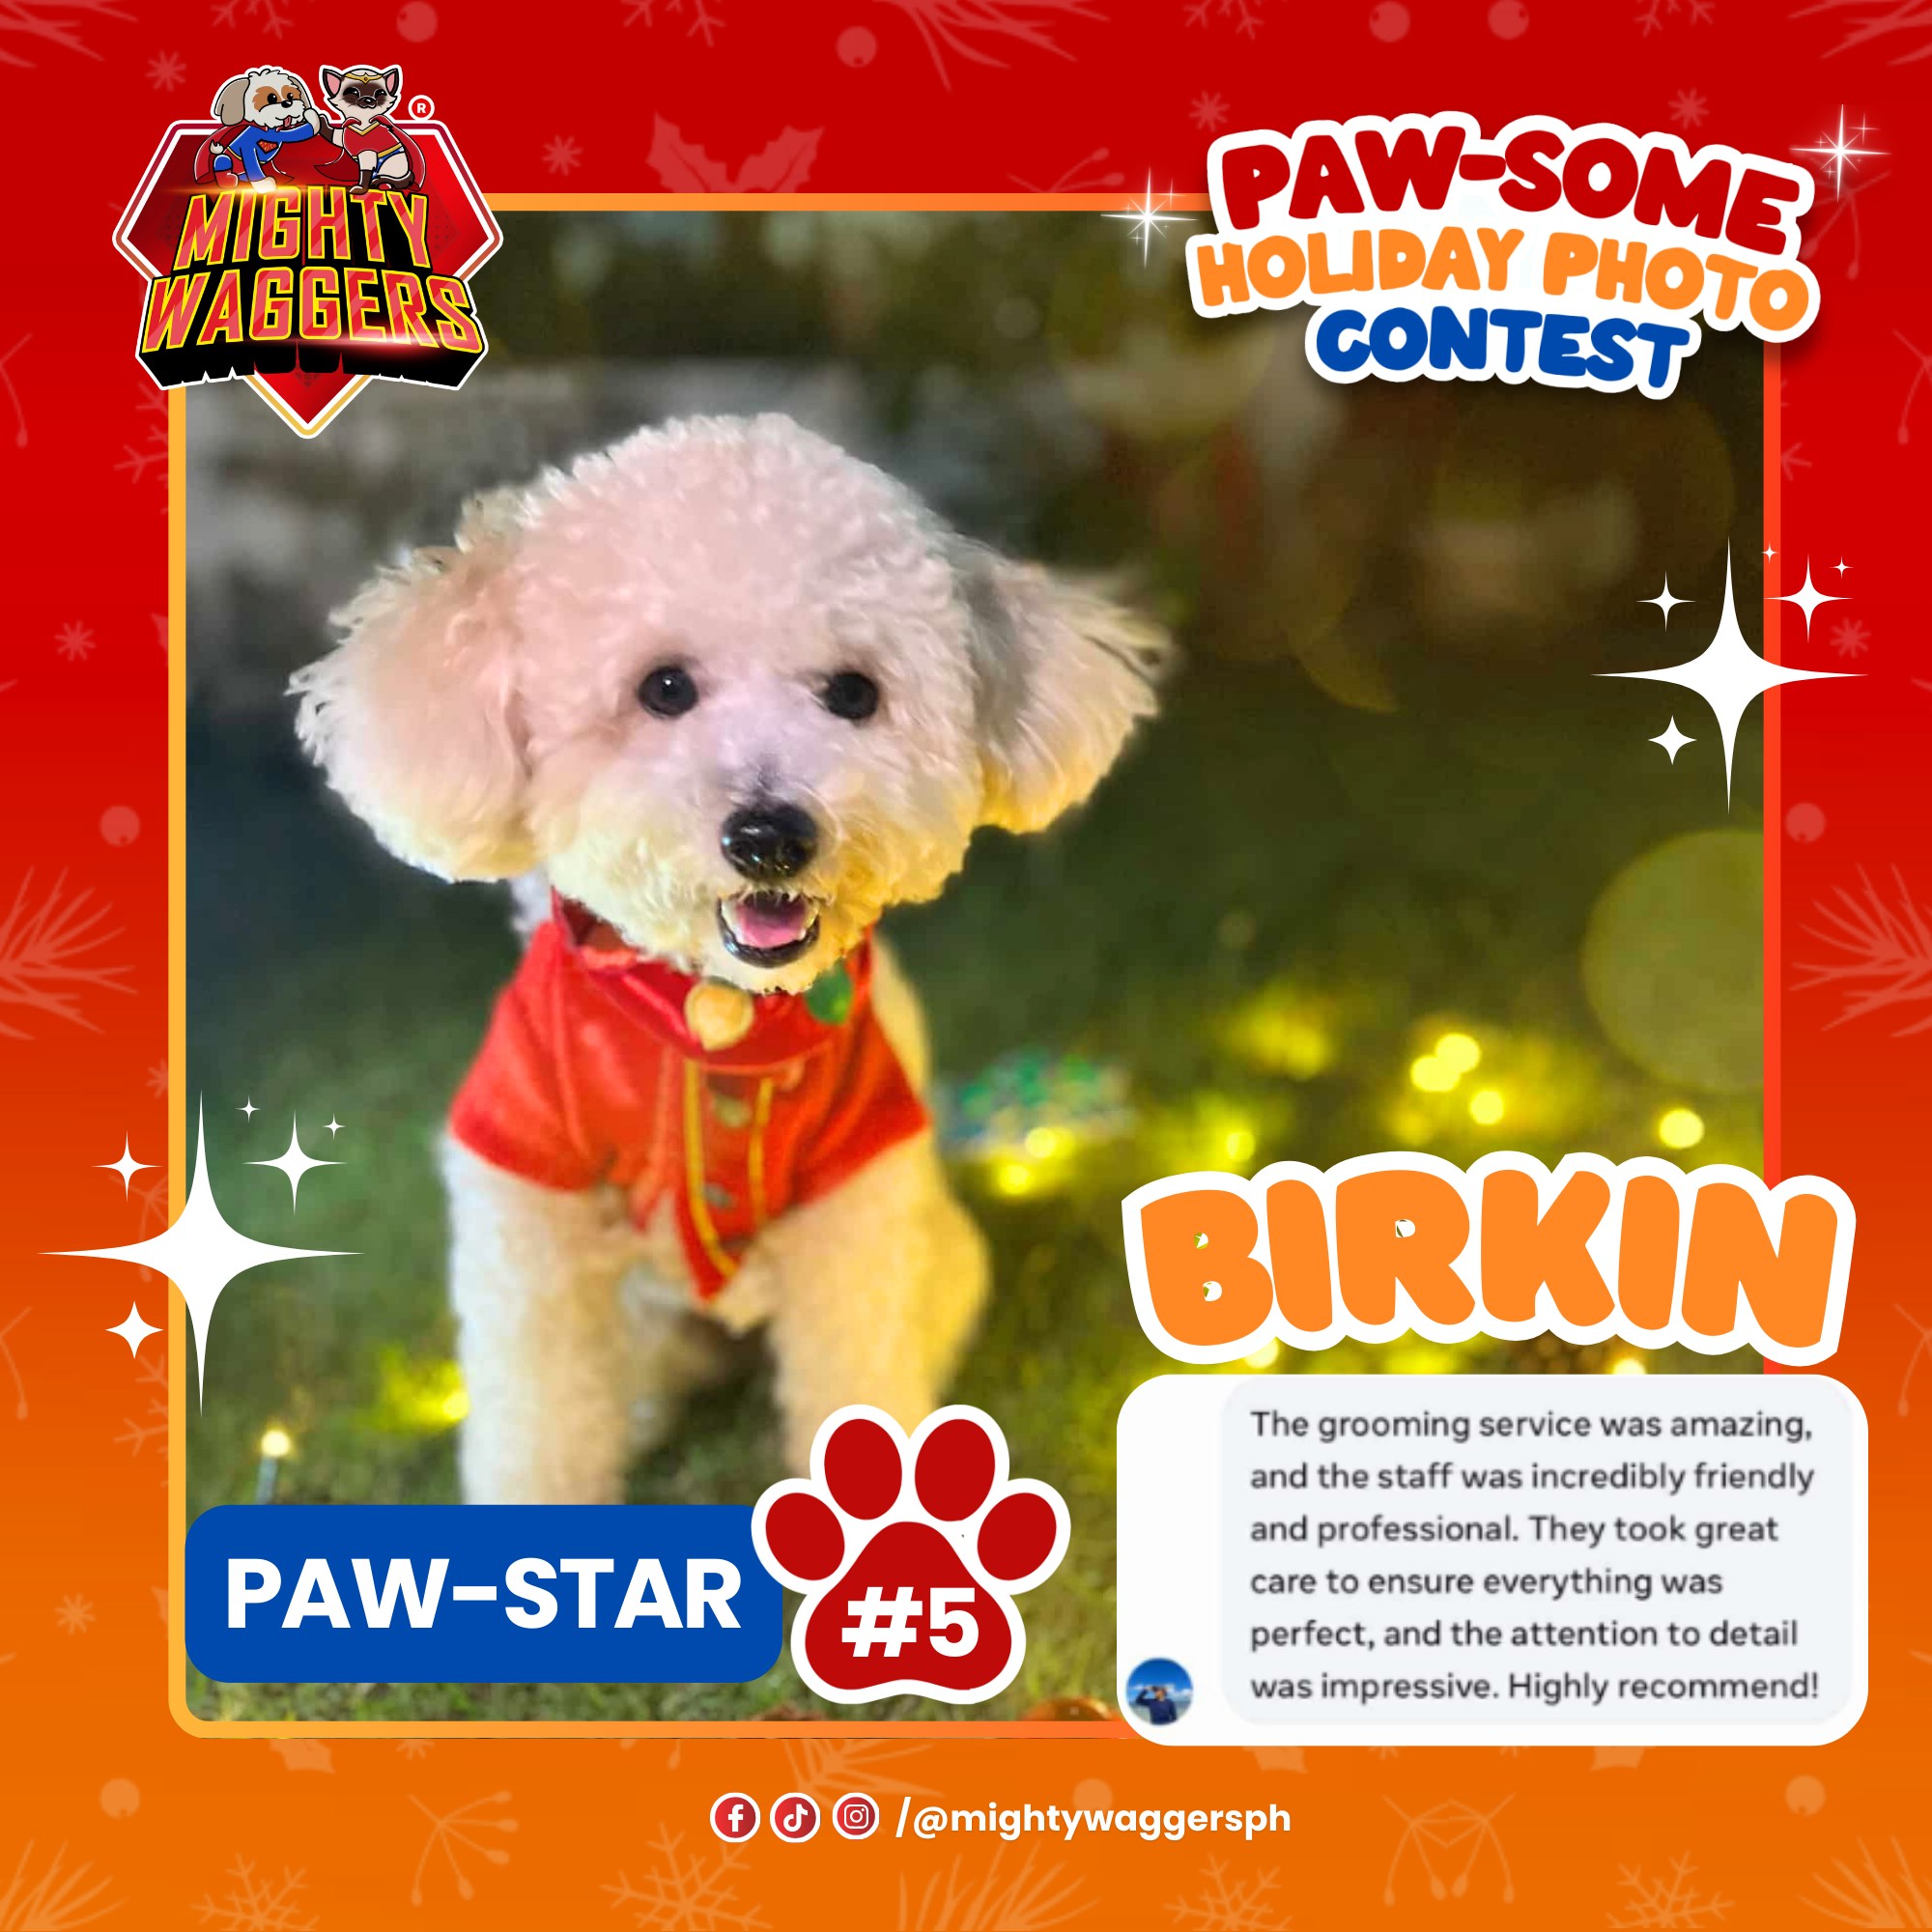 MIGHTY
WAGGERS
®
PAW-SOME
HOLIDAY PHOTO
CONTEST
BIRKIN
The grooming service was amazing,
and the staff was incredibly friendly
and professional. They took great
care to ensure everything was
perfect, and the attention to detail
was impressive. Highly recommend!
PAW-STAR
#5
/@mightywaggersph